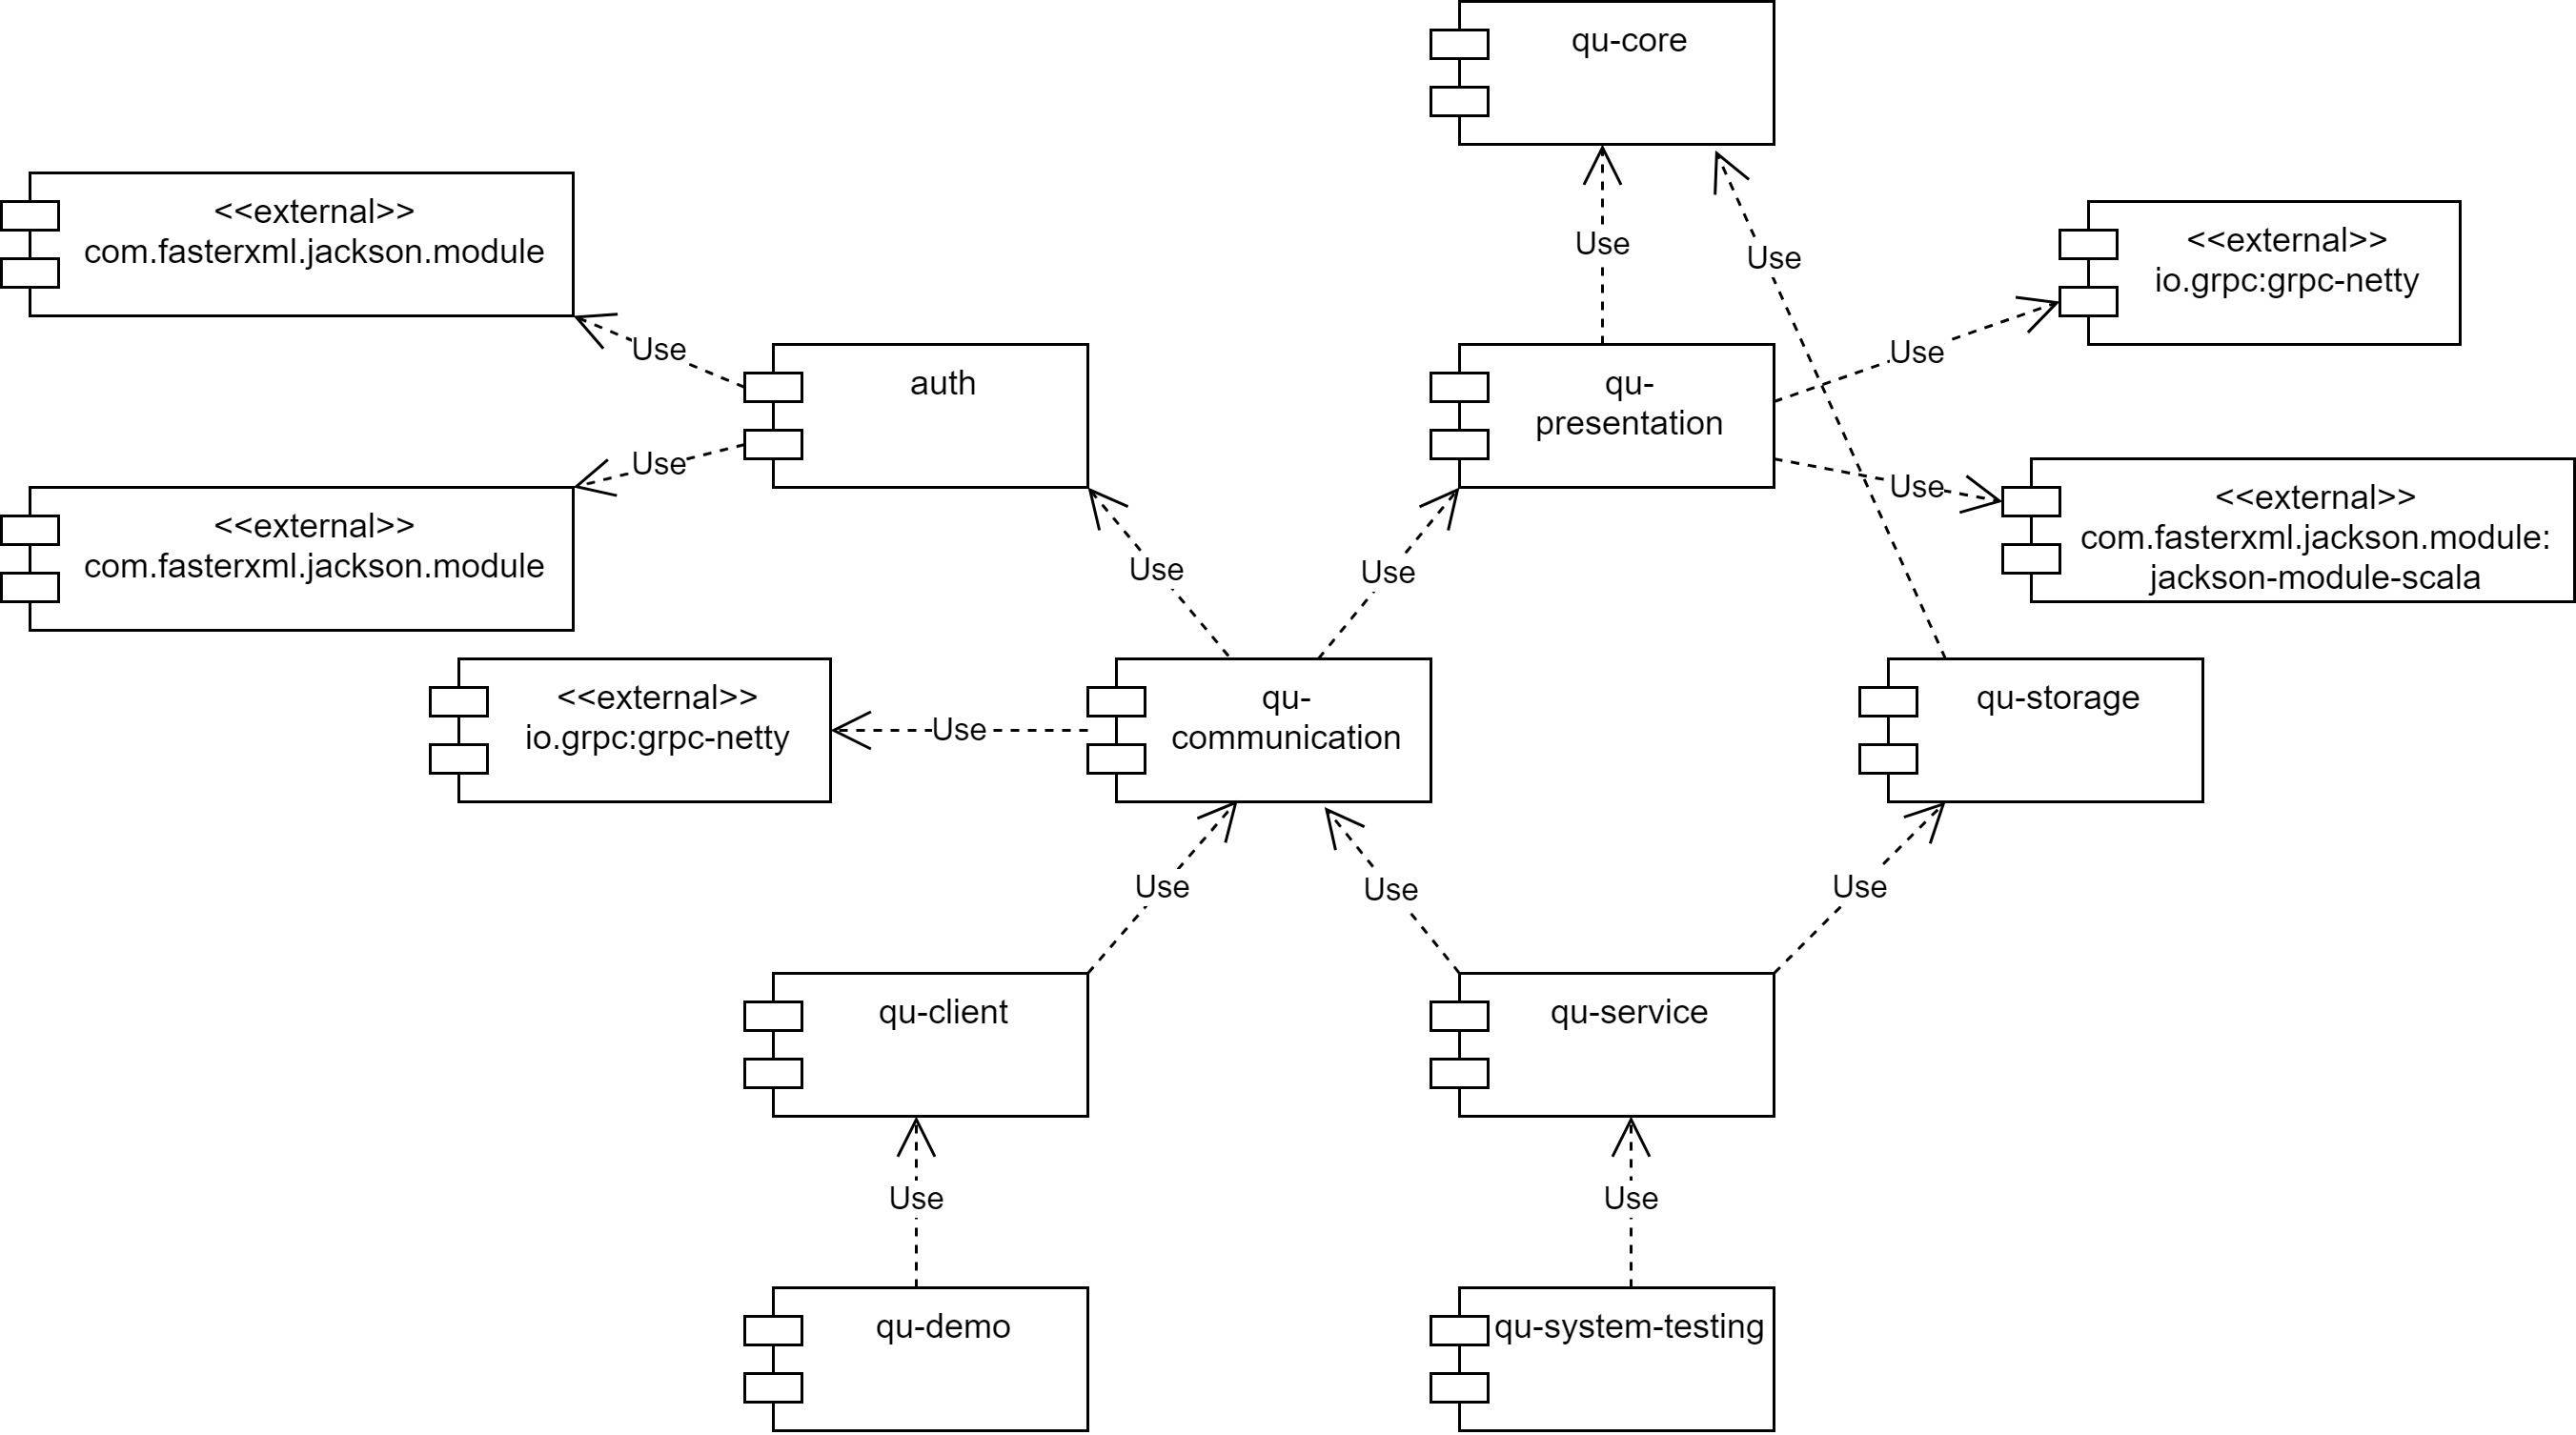 qu-core
<<external>>
com.fasterxml.jackson.module
<<external>>
io.grpc:grpc-netty
Use
Use
Use
Use
auth
qu-
presentation
Use
Use
<<external>>
com.fasterxml.jackson.module
<<external>>
com.fasterxml.jackson.module:
jackson-module-scala
Use
Use
<<external>>
io.grpc:grpc-netty
Use
qu-
communication
qu-storage
Use
Use
Use
qu-client
qu-service
Use
Use
qu-demo
qu-system-testing